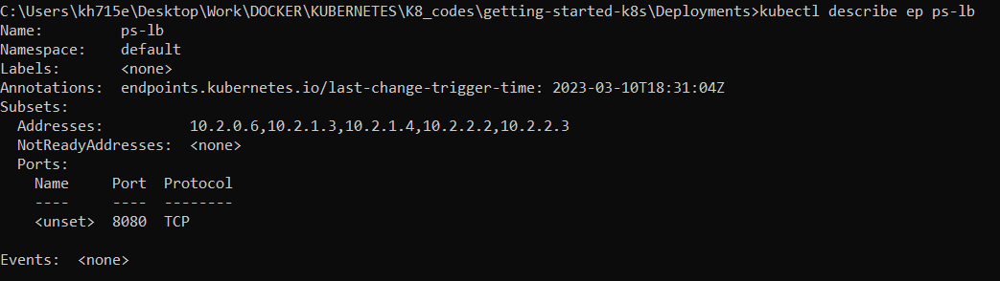 C:\Users\kh715e\Desktop\Work\DOCKER\KUBERNETES\K8_codes\getting-started-k8s\Deployments>kubectl describe ep ps-lb
Name:         ps-lb
Namespace:    default
Labels:       <none>
Annotations:  endpoints.kubernetes.io/last-change-trigger-time: 2023-03-10T18:31:04Z
Subsets:
  Addresses:          10.2.0.6,10.2.1.3,10.2.1.4,10.2.2.2,10.2.2.3
  NotReadyAddresses:  <none>
  Ports:
    Name     Port  Protocol
    ----     ----  --------
    <unset>  8080  TCP
Events:  <none>